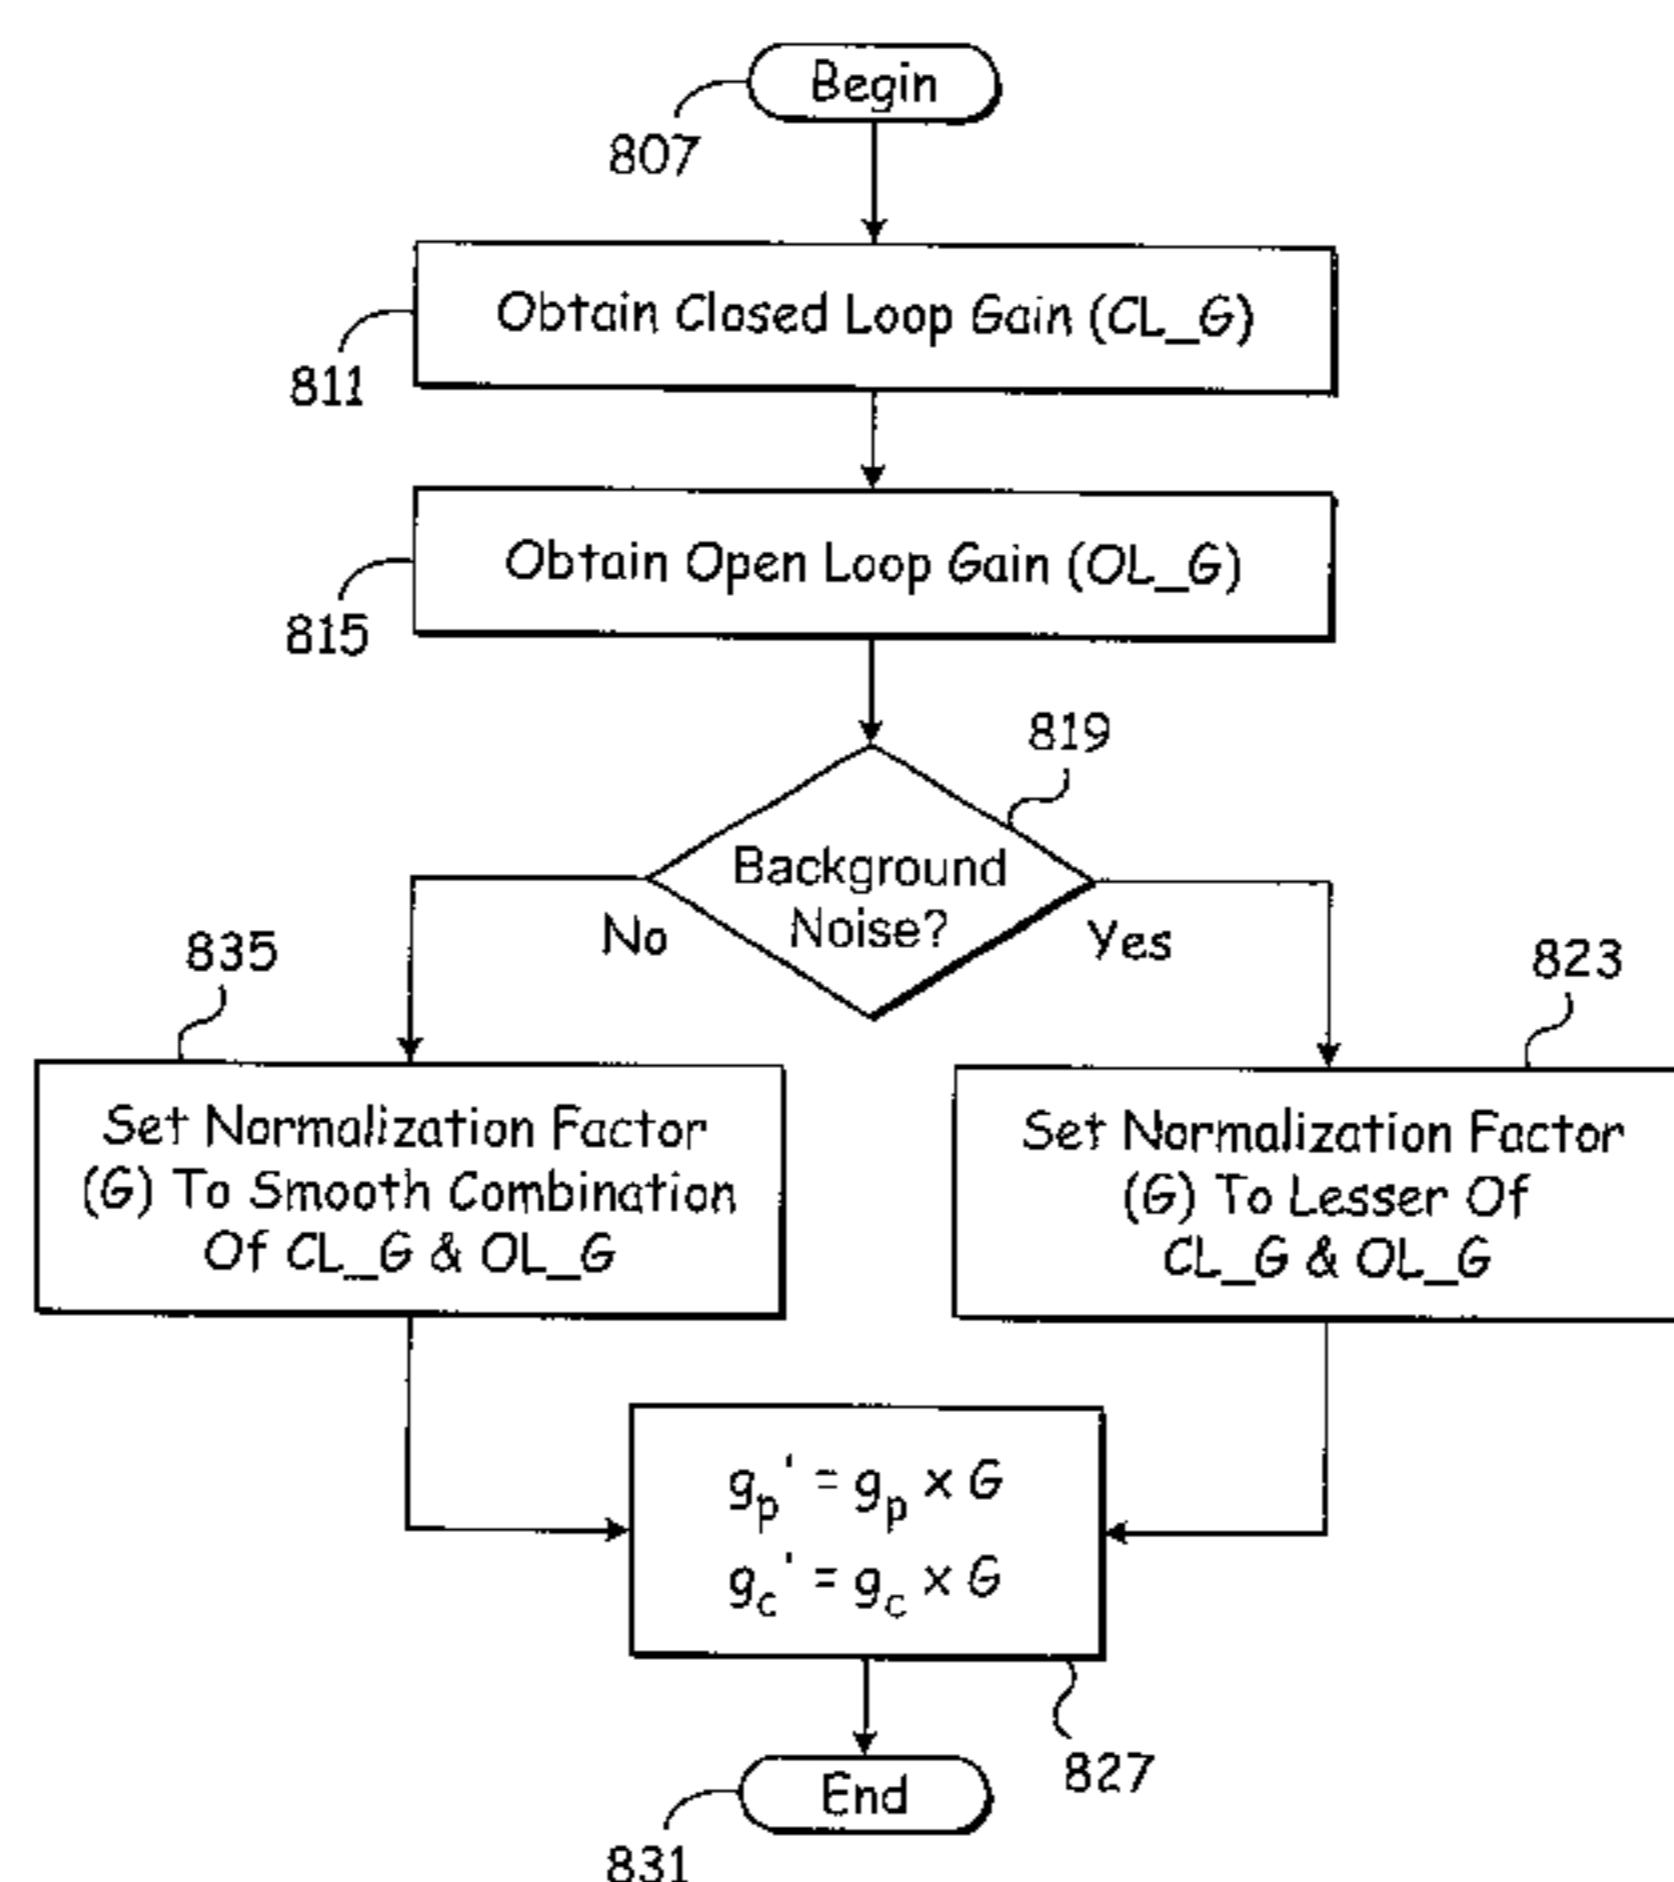 Begin
807
Obtain Closed Loop Gain (CL_G)
811
Obtain Open Loop Gain (OL_G)
815
819
Background
Noise?
No
Yes
835
823
Set Normalization Factor
(G) To Smooth Combination
Of CL_G & OL_G
Set Normalization Factor
(G) To Lesser Of
CL_G & OL_G
gp' = gp x G
gc' = gc x G
827
End
831